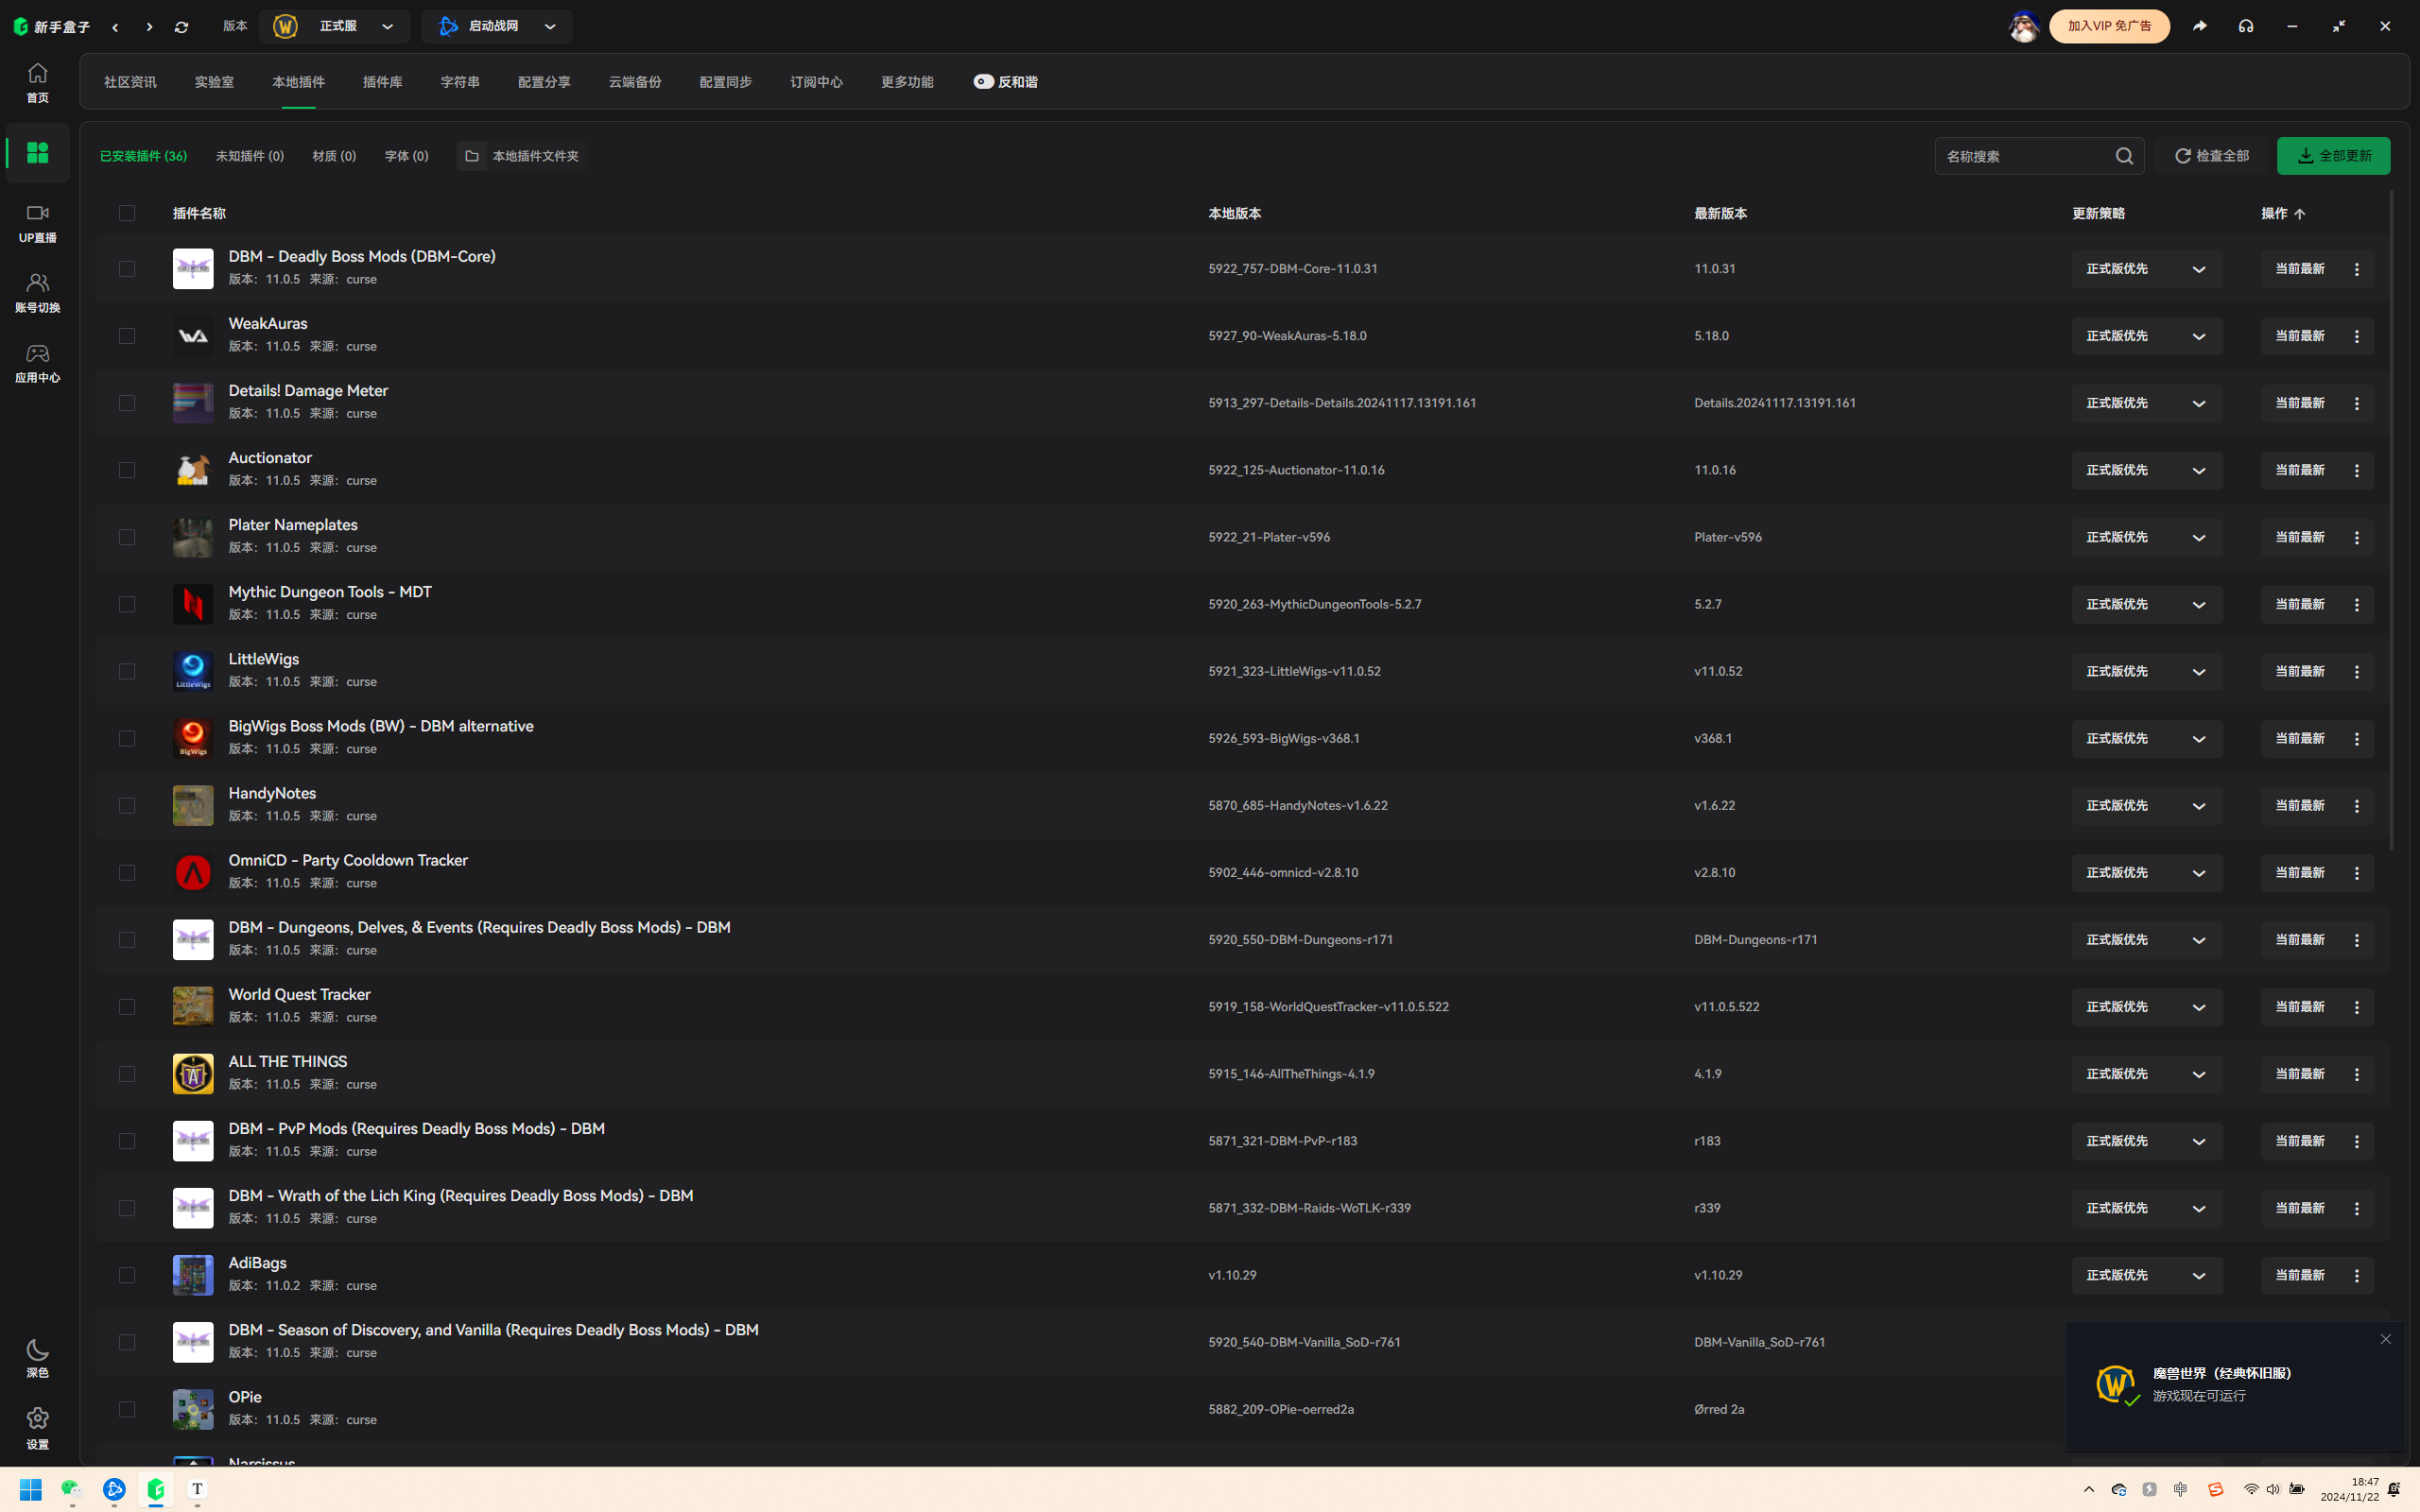 新手盒子 版本 正式服 启动战网 加入VIP 免广告
首页
社区资讯 实验室 本地插件 插件库 字符串 配置分享 云端备份 配置同步 订阅中心 更多功能 反和谐
UP直播
账号切换
应用中心
深色
设置
已安装插件 (36) 未知插件 (0) 材质 (0) 字体 (0) 本地插件文件夹 名称搜索 检查全部 全部更新
插件名称 本地版本 最新版本 更新策略 操作
DBM - Deadly Boss Mods (DBM-Core)
版本: 11.0.5 来源: curse
5922_757-DBM-Core-11.0.31 11.0.31 正式版优先 当前最新
WeakAuras
版本: 11.0.5 来源: curse
5927_90-WeakAuras-5.18.0 5.18.0 正式版优先 当前最新
Details! Damage Meter
版本: 11.0.5 来源: curse
5913_297-Details-Details.20241117.13191.161 Details.20241117.13191.161 正式版优先 当前最新
Auctionator
版本: 11.0.5 来源: curse
5922_125-Auctionator-11.0.16 11.0.16 正式版优先 当前最新
Plater Nameplates
版本: 11.0.5 来源: curse
5922_21-Plater-v596 Plater-v596 正式版优先 当前最新
Mythic Dungeon Tools - MDT
版本: 11.0.5 来源: curse
5920_263-MythicDungeonTools-5.2.7 5.2.7 正式版优先 当前最新
LittleWigs
LittleWigs
版本: 11.0.5 来源: curse
5921_323-LittleWigs-v11.0.52 v11.0.52 正式版优先 当前最新
BigWigs Boss Mods (BW) - DBM alternative
BigWigs
版本: 11.0.5 来源: curse
5926_593-BigWigs-v368.1 v368.1 正式版优先 当前最新
HandyNotes
版本: 11.0.5 来源: curse
5870_685-HandyNotes-v1.6.22 v1.6.22 正式版优先 当前最新
OmniCD - Party Cooldown Tracker
版本: 11.0.5 来源: curse
5902_446-omnicd-v2.8.10 v2.8.10 正式版优先 当前最新
DBM - Dungeons, Delves, & Events (Requires Deadly Boss Mods) - DBM
版本: 11.0.5 来源: curse
5920_550-DBM-Dungeons-r171 DBM-Dungeons-r171 正式版优先 当前最新
World Quest Tracker
版本: 11.0.5 来源: curse
5919_158-WorldQuestTracker-v11.0.5.522 v11.0.5.522 正式版优先 当前最新
ALL THE THINGS
版本: 11.0.5 来源: curse
5915_146-AllTheThings-4.1.9 4.1.9 正式版优先 当前最新
DBM - PvP Mods (Requires Deadly Boss Mods) - DBM
版本: 11.0.5 来源: curse
5871_321-DBM-PvP-r183 r183 正式版优先 当前最新
DBM - Wrath of the Lich King (Requires Deadly Boss Mods) - DBM
版本: 11.0.5 来源: curse
5871_332-DBM-Raids-WoTLK-r339 r339 正式版优先 当前最新
AdiBags
版本: 11.0.2 来源: curse
v1.10.29 v1.10.29 正式版优先 当前最新
DBM - Season of Discovery, and Vanilla (Requires Deadly Boss Mods) - DBM
版本: 11.0.5 来源: curse
5920_540-DBM-Vanilla_SoD-r761 DBM-Vanilla_SoD-r761
OPie
版本: 11.0.5 来源: curse
5882_209-OPie-oerred2a Ørred 2a
Narcissus
魔兽世界（经典怀旧服）
游戏现在可运行
中
18:47
2024/11/22